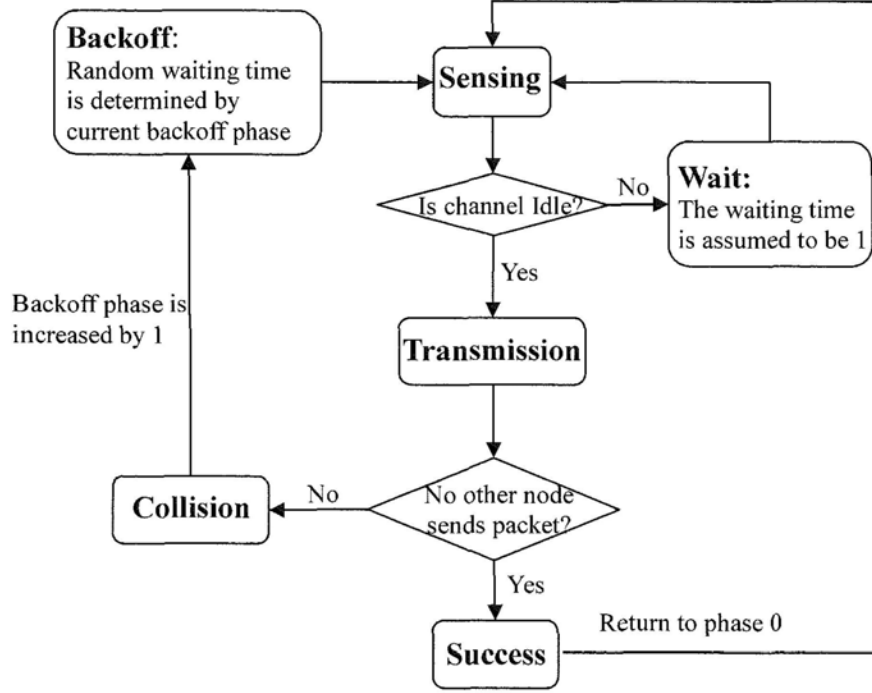 Backoff:
Random waiting time
is determined by
current backoff phase
Sensing
Is channel Idle?
No
Wait:
The waiting time
is assumed to be 1
Yes
Backoff phase is
increased by 1
Transmission
No other node
sends packet?
No
Collision
Yes
Return to phase 0
Success